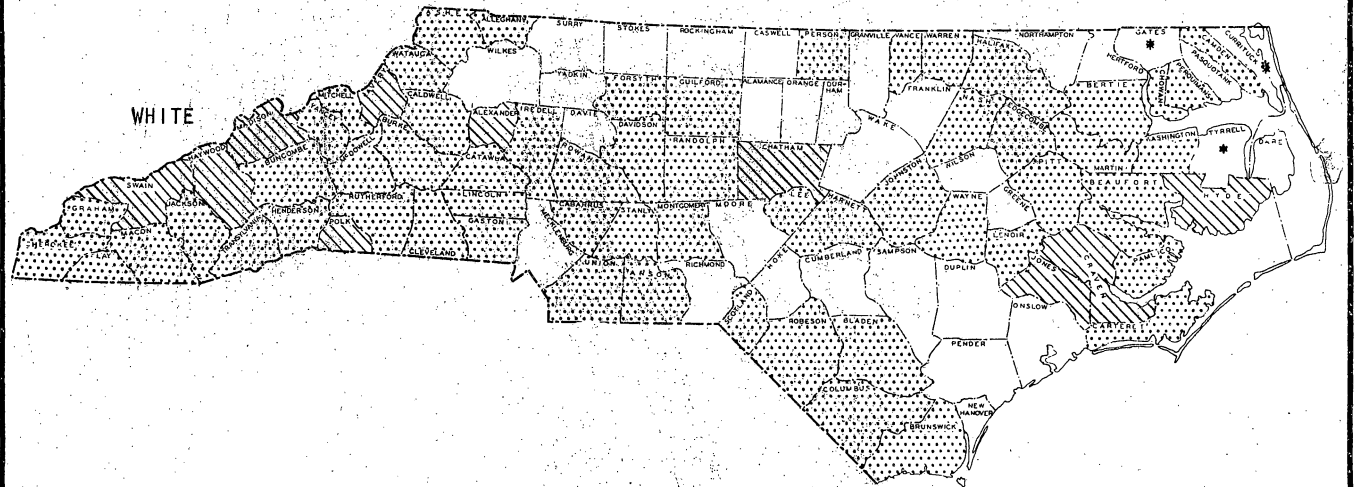 WHITE
ASHE
ALLEGHANY
SURRY
STOKES
ROCKINGHAM
CASWELL
PERSON
GRANVILLE
VANCE
WARREN
HALIFAX
NORTHAMPTON
GATES
*
CAMDEN
CURRITUCK
*
PASQUOTANK
PERQUIMANS
CHOWAN
HERTFORD
BERTIE
WATAUGA
WILKES
YADKIN
FORSYTH
GUILFORD
ALAMANCE
ORANGE
DUR-
HAM
FRANKLIN
NASH
EDGECOMBE
MITCHELL
AVERY
CALDWELL
ALEXANDER
IREDELL
DAVIE
DAVIDSON
RANDOLPH
CHATHAM
WAKE
WILSON
MARTIN
WASHINGTON
TYRRELL
*
DARE
MADISON
YANCEY
BURKE
MCDOWELL
CATAWBA
ROWAN
JOHNSTON
GREENE
PITT
BEAUFORT
HYDE
HAYWOOD
BUNCOMBE
SWAIN
GRAHAM
JACKSON
HENDERSON
RUTHERFORD
LINCOLN
CABARRUS
STANLY
MONTGOMERY
MOORE
LEE
HARNETT
WAYNE
LENOIR
CRAVEN
PAMLICO
CHEROKEE
CLAY
MACON
TRANSYLVANIA
POLK
CLEVELAND
GASTON
MECKLENBURG
UNION
ANSON
RICHMOND
HOKE
CUMBERLAND
SAMPSON
DUPLIN
JONES
ONSLOW
CARTERET
SCOTLAND
ROBESON
BLADEN
PENDER
COLUMBUS
NEW
HANOVER
BRUNSWICK